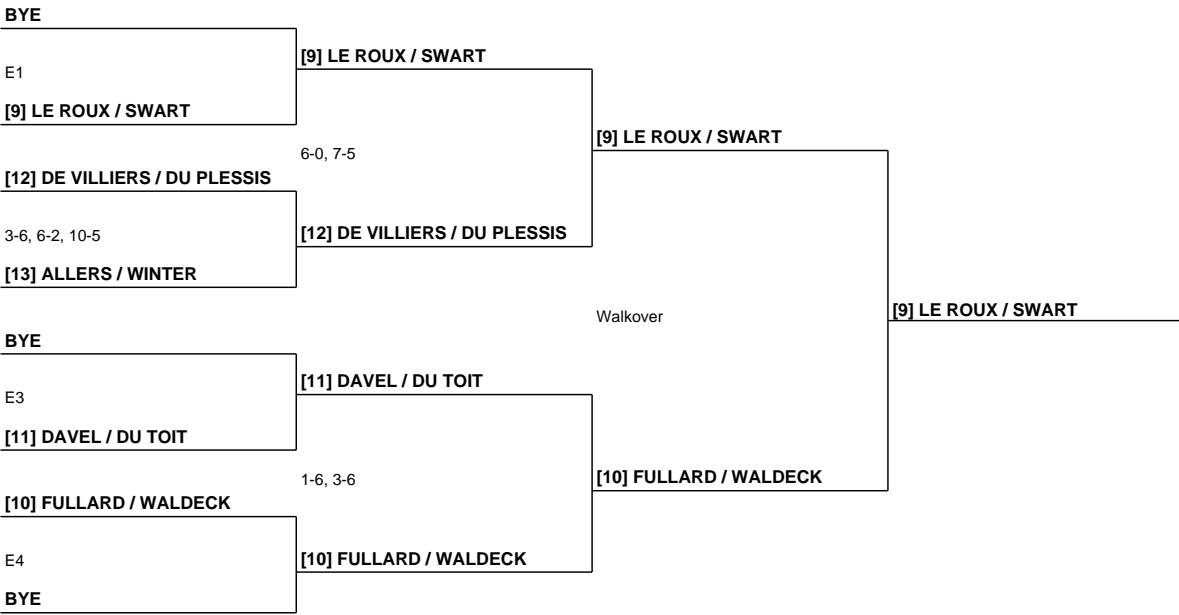 BYE
[9] LE ROUX / SWART
E1
[9] LE ROUX / SWART
[9] LE ROUX / SWART
6-0, 7-5
[12] DE VILLIERS / DU PLESSIS
3-6, 6-2, 10-5
[12] DE VILLIERS / DU PLESSIS
[13] ALLERS / WINTER
Walkover
[9] LE ROUX / SWART
BYE
[11] DAVEL / DU TOIT
E3
[11] DAVEL / DU TOIT
1-6, 3-6
[10] FULLARD / WALDECK
[10] FULLARD / WALDECK
E4
[10] FULLARD / WALDECK
BYE